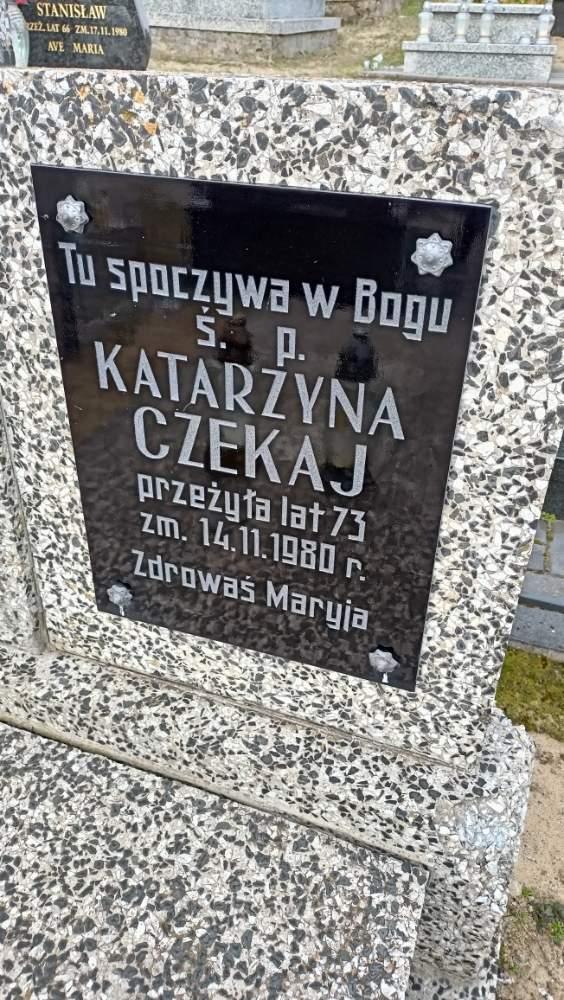 STANISŁAW
LAT 66 ZM. 17.11.1980
AVE MARIA
Tu spoczywa w Bogu
ś. p.
KATARZYNA
CZEKAJ
przeżyła lat 73
zm. 14.11.1980 r.
Zdrowaś Maryja